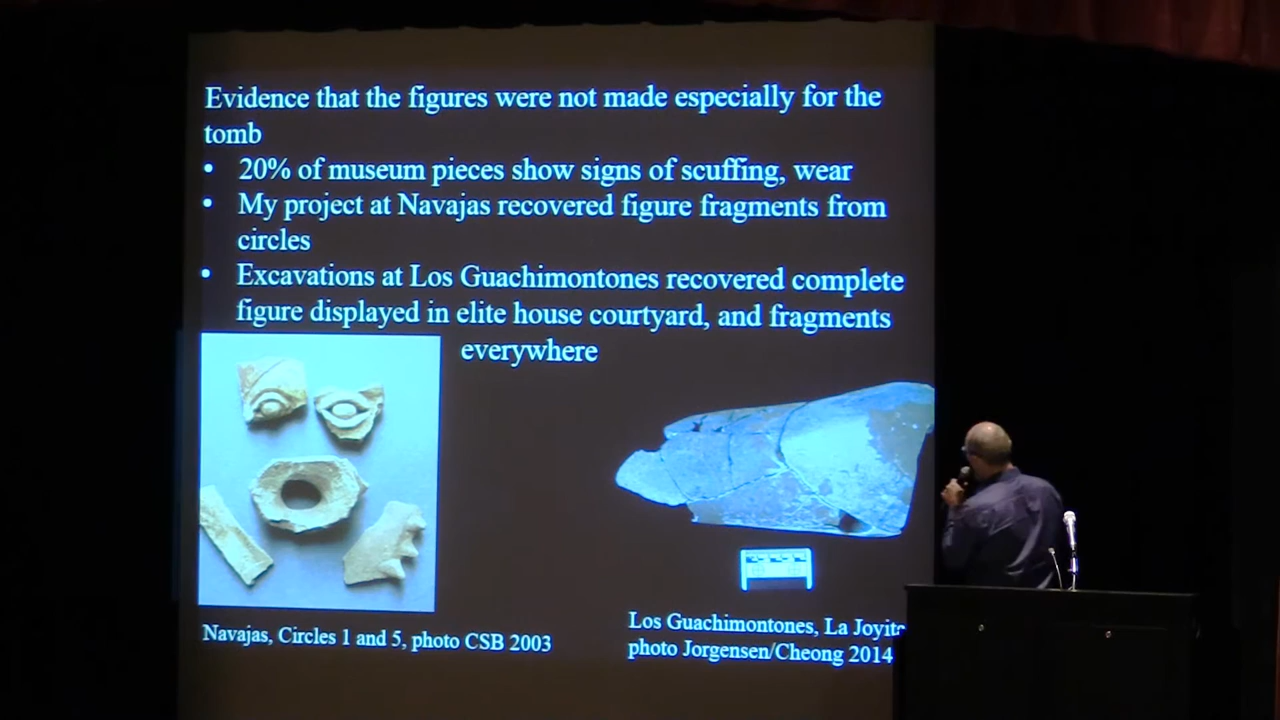 Evidence that the figures were not made especially for the
tomb
• 20% of museum pieces show signs of scuffing, wear
• My project at Navajas recovered figure fragments from
circles
• Excavations at Los Guachimontones recovered complete
figure displayed in elite house courtyard, and fragments
everywhere
Navajas, Circles 1 and 5, photo CSB 2003
Los Guachimontones, La Joyita
photo Jorgensen/Cheong 2014